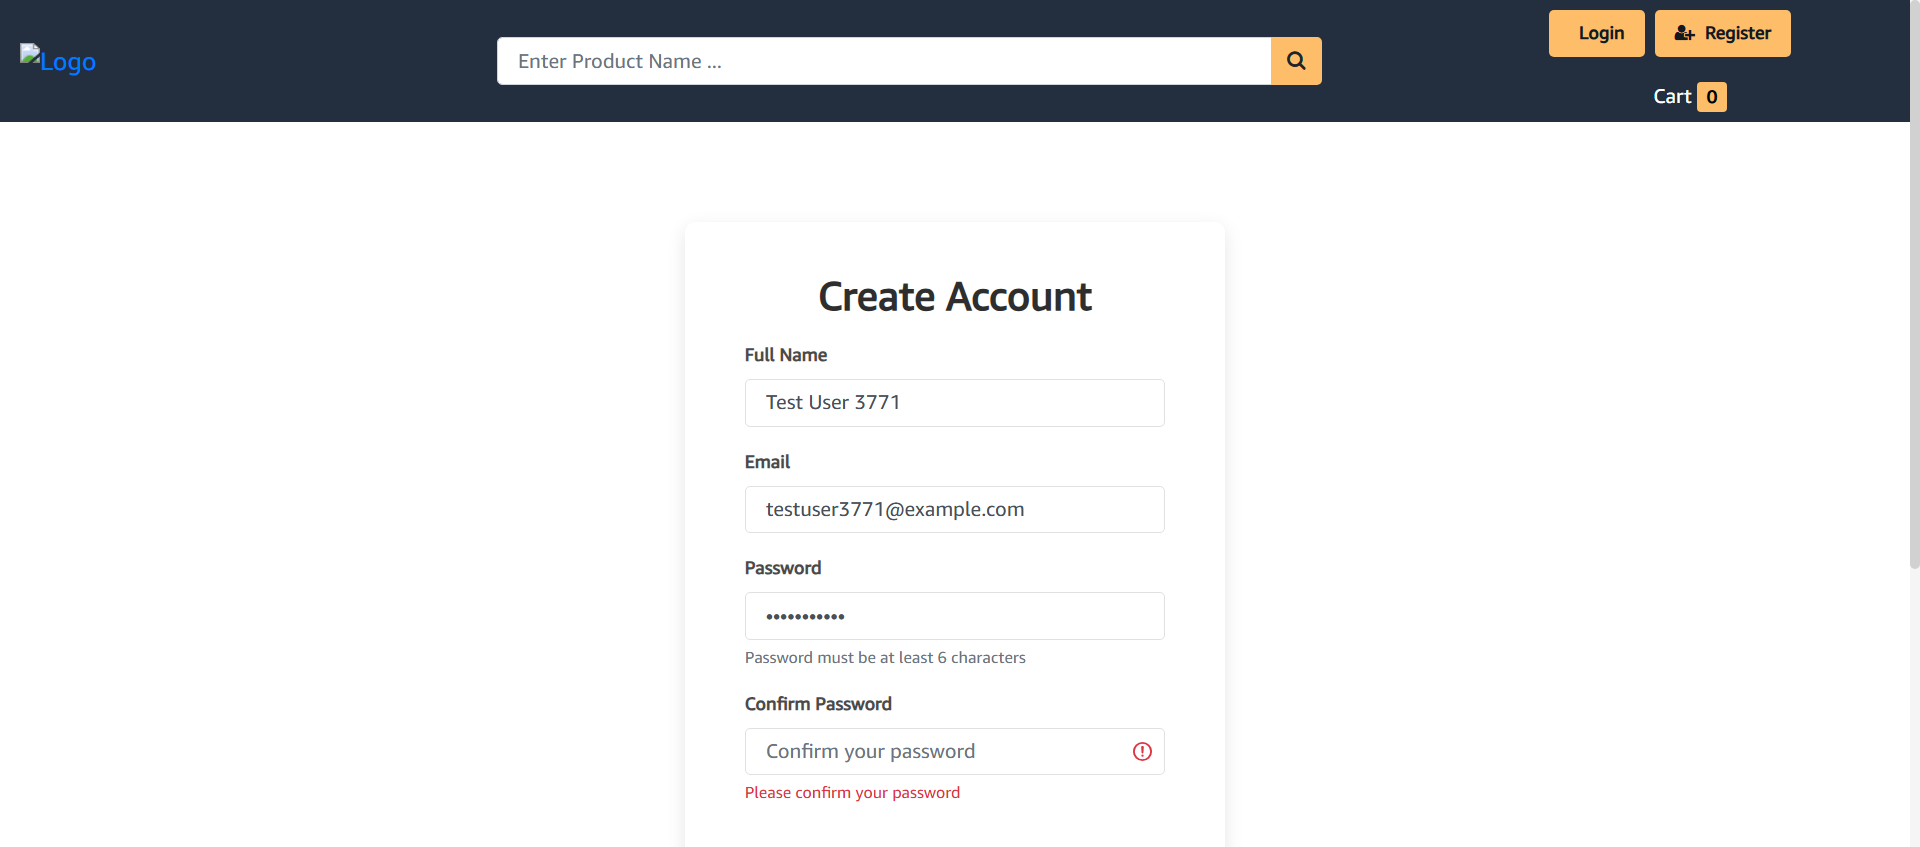 Logo
Enter Product Name ...
Login
Register
Cart 0
Create Account
Full Name
Test User 3771
Email
testuser3771@example.com
Password
•••••••••••
Password must be at least 6 characters
Confirm Password
Confirm your password
Please confirm your password